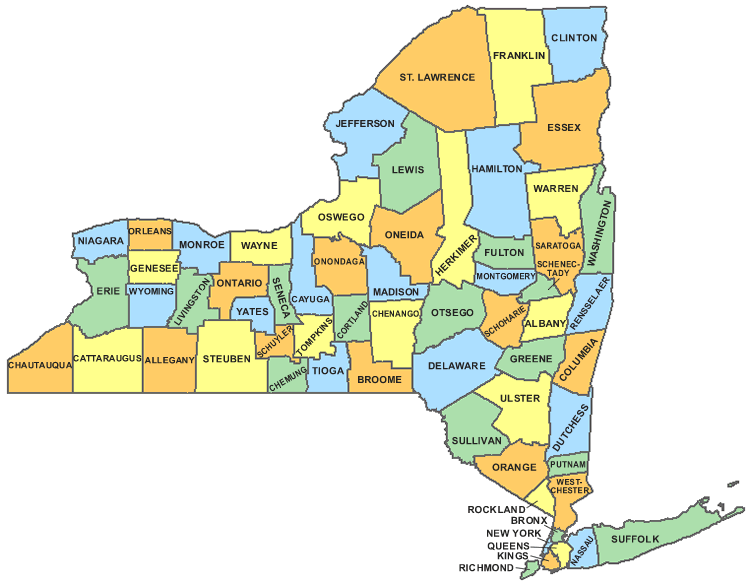 CLINTON
FRANKLIN
ST. LAWRENCE
JEFFERSON
ESSEX
LEWIS
HAMILTON
WARREN
WASHINGTON
OSWEGO
ONEIDA
HERKIMER
SARATOGA
ORLEANS
NIAGARA
MONROE
WAYNE
FULTON
ONONDAGA
SCHENEC-
TADY
GENESEE
MONTGOMERY
ERIE
WYOMING
LIVINGSTON
ONTARIO
SENECA
CAYUGA
MADISON
RENSSELAER
YATES
CORTLAND
CHENANGO
OTSEGO
SCHOHARIE
ALBANY
SCHUYLER
TOMPKINS
CHAUTAUQUA
CATTARAUGUS
ALLEGANY
STEUBEN
CHEMUNG
TIOGA
BROOME
DELAWARE
GREENE
COLUMBIA
ULSTER
DUTCHESS
SULLIVAN
ORANGE
PUTNAM
WEST-
CHESTER
ROCKLAND
BRONX
NEW YORK
QUEENS
KINGS
RICHMOND
NASSAU
SUFFOLK